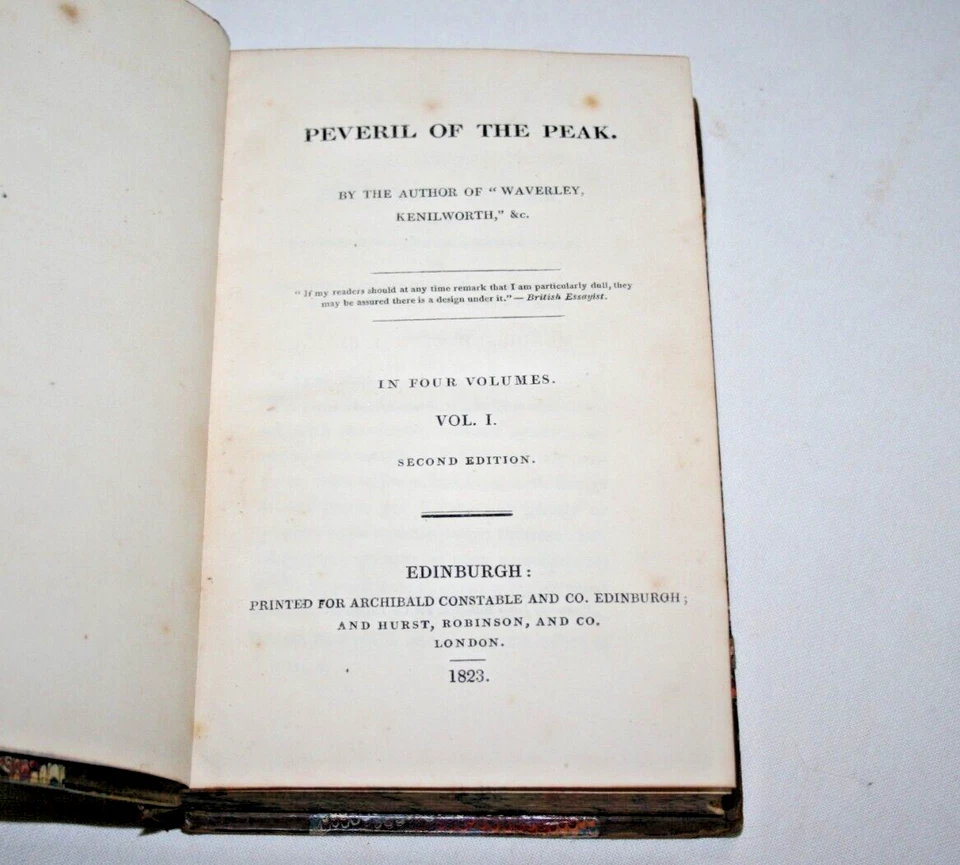 PEVERIL OF THE PEAK.
BY THE AUTHOR OF “ WAVERLEY,
KENILWORTH,” &c.
“ If my readers should at any time remark that I am particularly dull, they
may be assured there is a design under it.” — British Essayist.
IN FOUR VOLUMES.
VOL. I.
SECOND EDITION.
EDINBURGH :
PRINTED FOR ARCHIBALD CONSTABLE AND CO. EDINBURGH ;
AND HURST, ROBINSON, AND CO.
LONDON.
1823.